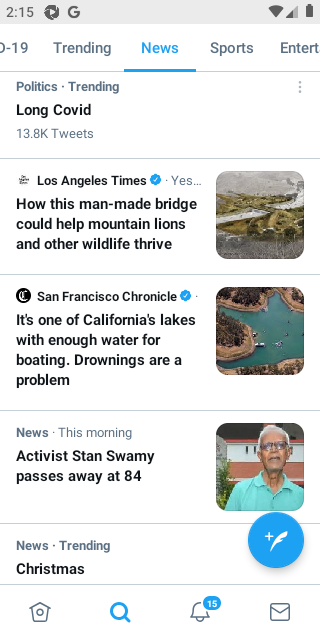 2:15
D-19 Trending News Sports Entert
Politics · Trending
Long Covid
13.8K Tweets
Los Angeles Times · Yes...
How this man-made bridge
could help mountain lions
and other wildlife thrive
San Francisco Chronicle ·
It's one of California's lakes
with enough water for
boating. Drownings are a
problem
News · This morning
Activist Stan Swamy
passes away at 84
News · Trending
Christmas
15